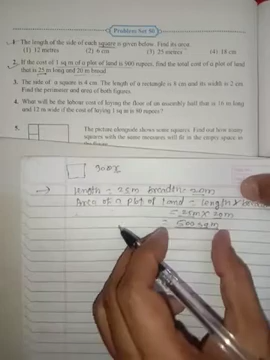 Problem Set 50
1. The length of the side of each square is given below. Find its area.
(1) 12 metres (2) 6 cm (3) 25 metres (4) 18 cm
2. If the cost of 1 sq m of a plot of land is 900 rupees, find the total cost of a plot of land
that is 25 m long and 20 m broad.
3. The side of a square is 4 cm. The length of a rectangle is 8 cm and its width is 2 cm.
Find the perimeter and area of both figures.
4. What will be the labour cost of laying the floor of an assembly hall that is 16 m long
and 12 m wide if the cost of laying 1 sq m is 80 rupees?
5. The picture alongside shows some squares. Find out how many
squares with the same measures will fit in the empty space in
the figure.
900x
length = 25m breadth = 20m
Area of a plot of land = length x
= 25m x 20m
= 500 sqm